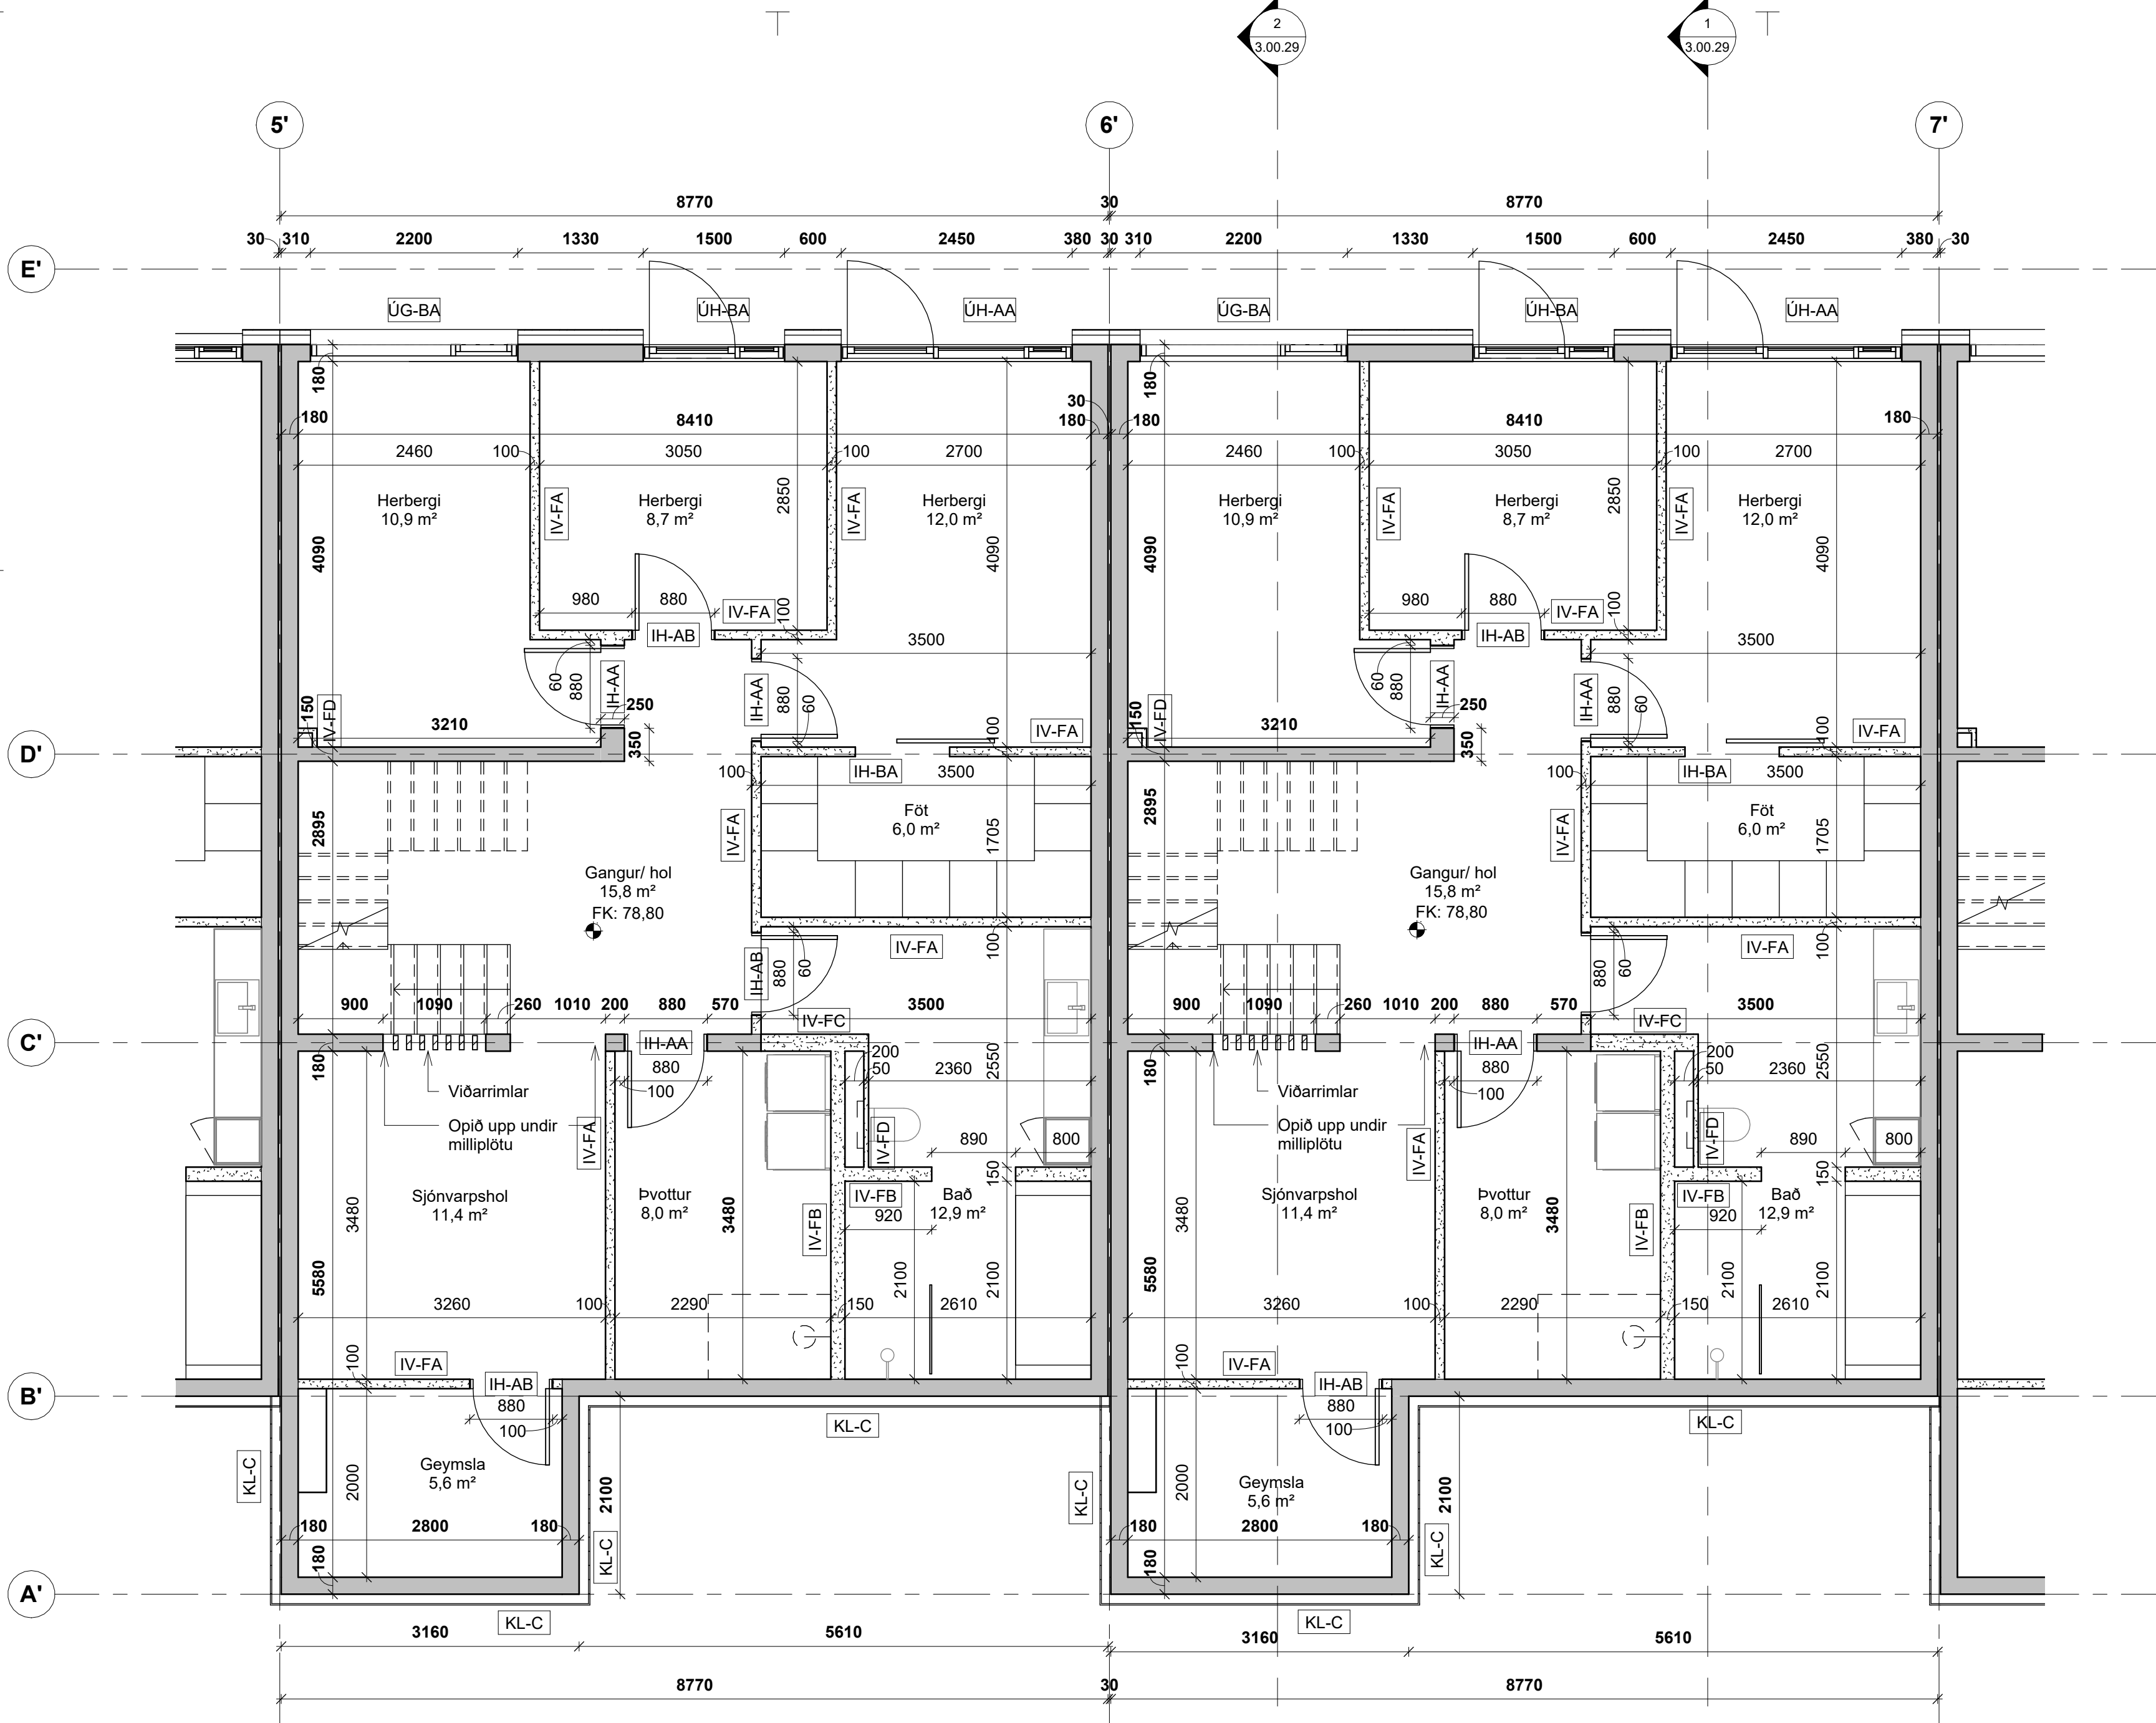 2
3.00.29
1
3.00.29
5'
6'
7'
8770
30
8770
30
310
2200
1330
1500
600
2450
380
30
310
2200
1330
1500
600
2450
380
30
E'
ÚG-BA
ÚH-BA
ÚH-AA
ÚG-BA
ÚH-BA
ÚH-AA
180
180
30
180
8410
180
180
8410
180
2460
100
3050
100
2700
2460
100
3050
100
2700
Herbergi
10,9 m²
IV-FA
Herbergi
8,7 m²
2850
IV-FA
Herbergi
12,0 m²
Herbergi
10,9 m²
IV-FA
Herbergi
8,7 m²
2850
IV-FA
Herbergi
12,0 m²
4090
4090
4090
4090
980
880
IV-FA
100
980
880
IV-FA
100
IH-AB
3500
IH-AB
3500
60
880
IH-AA
IH-AA
880
60
60
880
IH-AA
IH-AA
880
60
150
IV-FD
3210
250
350
100
IV-FA
150
IV-FD
3210
250
350
100
IV-FA
D'
100
IH-BA
3500
100
IH-BA
3500
2895
IV-FA
Föt
6,0 m²
1705
2895
IV-FA
Föt
6,0 m²
1705
Gangur/ hol
15,8 m²
FK: 78,80
Gangur/ hol
15,8 m²
FK: 78,80
IV-FA
100
IV-FA
100
IH-AB
880
60
880
60
900
1090
260
1010
200
880
570
3500
900
1090
260
1010
200
880
570
3500
IV-FC
IV-FC
C'
180
IH-AA
200
50
2360
2550
180
IH-AA
200
50
2360
2550
880
100
880
100
Viðarrimlar
Opið upp undir
milliplötu
Viðarrimlar
Opið upp undir
milliplötu
IV-FA
IV-FD
890
800
IV-FA
IV-FD
890
800
150
150
Sjónvarpshol
11,4 m²
Þvottur
8,0 m²
IV-FB
Bað
12,9 m²
Sjónvarpshol
11,4 m²
Þvottur
8,0 m²
IV-FB
Bað
12,9 m²
3480
3480
IV-FB
920
3480
3480
IV-FB
920
5580
2100
2100
5580
2100
2100
3260
100
2290
150
2610
3260
100
2290
150
2610
100
IV-FA
IH-AB
100
IV-FA
IH-AB
B'
880
100
880
100
KL-C
KL-C
KL-C
Geymsla
5,6 m²
2000
2100
KL-C
Geymsla
5,6 m²
2000
2100
180
2800
180
180
2800
180
180
KL-C
180
KL-C
A'
KL-C
KL-C
3160
5610
3160
5610
8770
30
8770